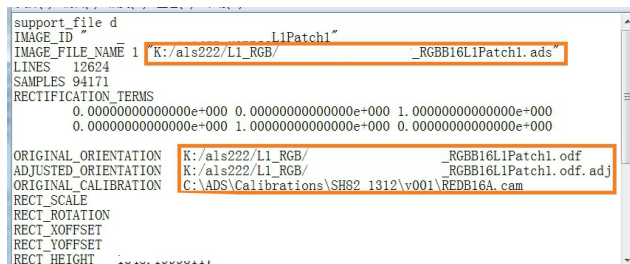 support_file d
IMAGE_ID " _ L1Patch1"
IMAGE_FILE_NAME 1 "K:/als222/L1_RGB/ _RGBB16L1Patch1.ads"
LINES 12624
SAMPLES 94171
RECTIFICATION_TERMS
0.00000000000000e+000 0.00000000000000e+000 1.00000000000000e+000
0.00000000000000e+000 1.00000000000000e+000 0.00000000000000e+000
ORIGINAL_ORIENTATION K:/als222/L1_RGB/ _RGBB16L1Patch1.odf
ADJUSTED_ORIENTATION K:/als222/L1_RGB/ _RGBB16L1Patch1.odf.adj
ORIGINAL_CALIBRATION C:\ADS\Calibrations\SH82_1312\v001\REDB16A.cam
RECT_SCALE
RECT_ROTATION
RECT_XOFFSET
RECT_YOFFSET
RECT_HEIGHT